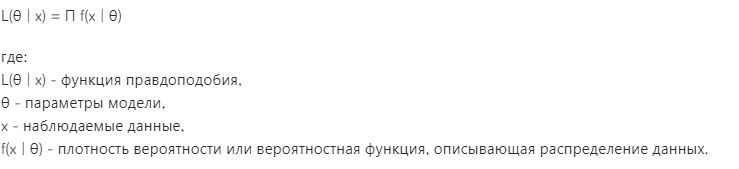 L(θ | x) = Π f(x | θ)
где:
L(θ | x) - функция правдоподобия,
θ - параметры модели,
x - наблюдаемые данные,
f(x | θ) - плотность вероятности или вероятностная функция, описывающая распределение данных.